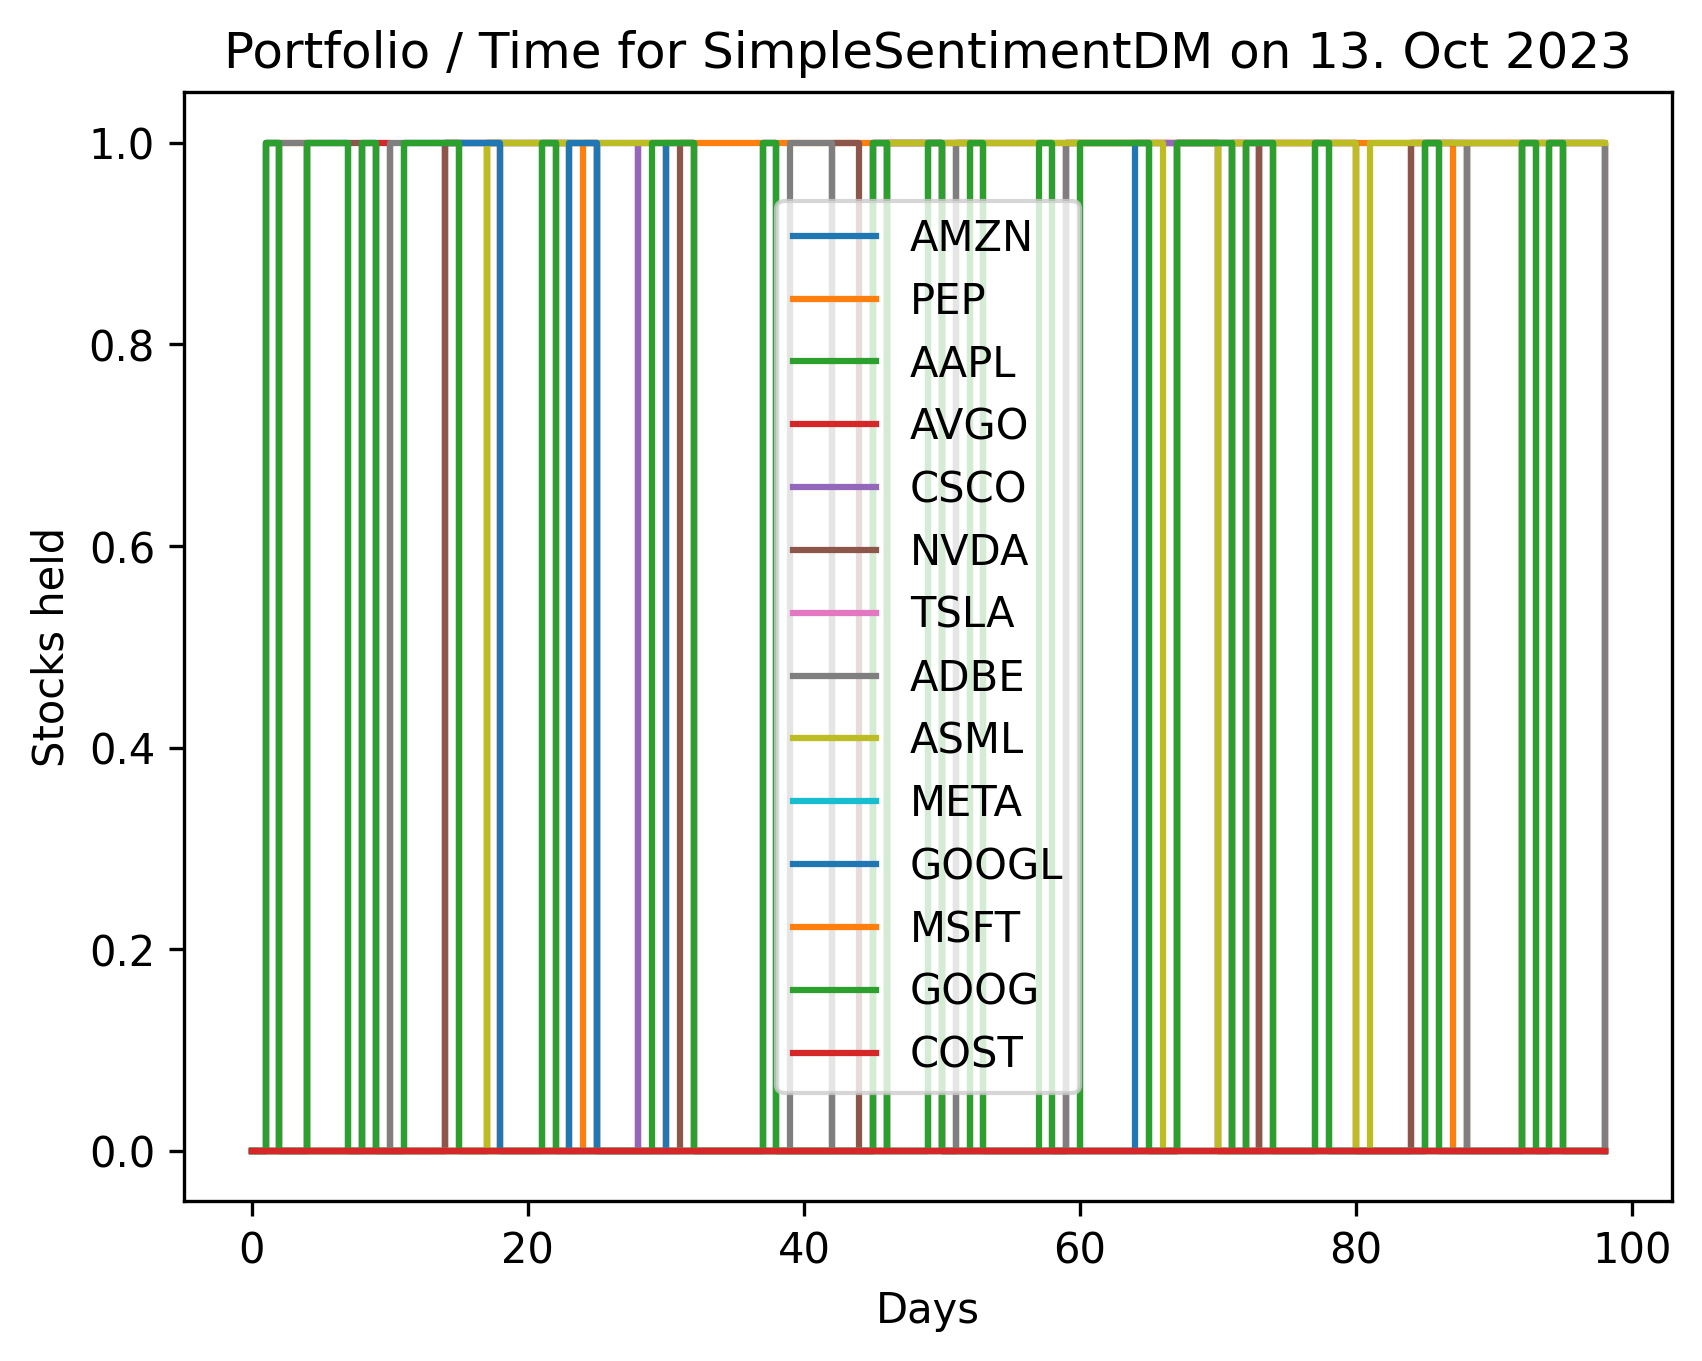 Portfolio / Time for SimpleSentimentDM on 13. Oct 2023
1.0
0.8
0.6
0.4
0.2
0.0
Stocks held
AMZN
PEP
AAPL
AVGO
CSCO
NVDA
TSLA
ADBE
ASML
META
GOOGL
MSFT
GOOG
COST
0 20 40 60 80 100
Days